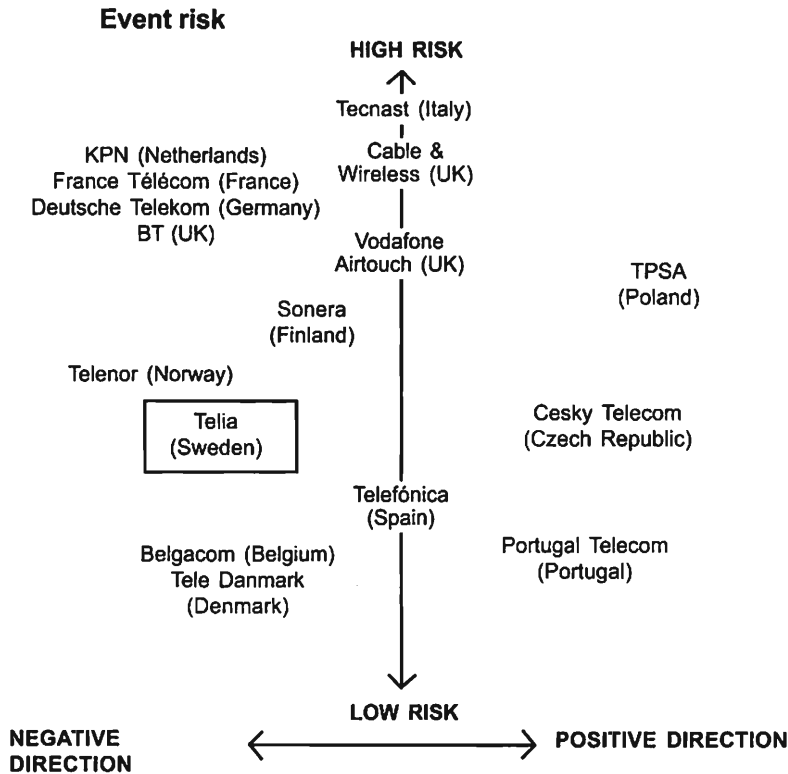 Event risk
HIGH RISK
Tecnast (Italy)
KPN (Netherlands)
France Télécom (France)
Deutsche Telekom (Germany)
BT (UK)
Cable &
Wireless (UK)
Vodafone
Airtouch (UK)
TPSA
(Poland)
Sonera
(Finland)
Telenor (Norway)
Telia
(Sweden)
Cesky Telecom
(Czech Republic)
Telefónica
(Spain)
Portugal Telecom
(Portugal)
Belgacom (Belgium)
Tele Danmark
(Denmark)
LOW RISK
NEGATIVE
DIRECTION
POSITIVE DIRECTION